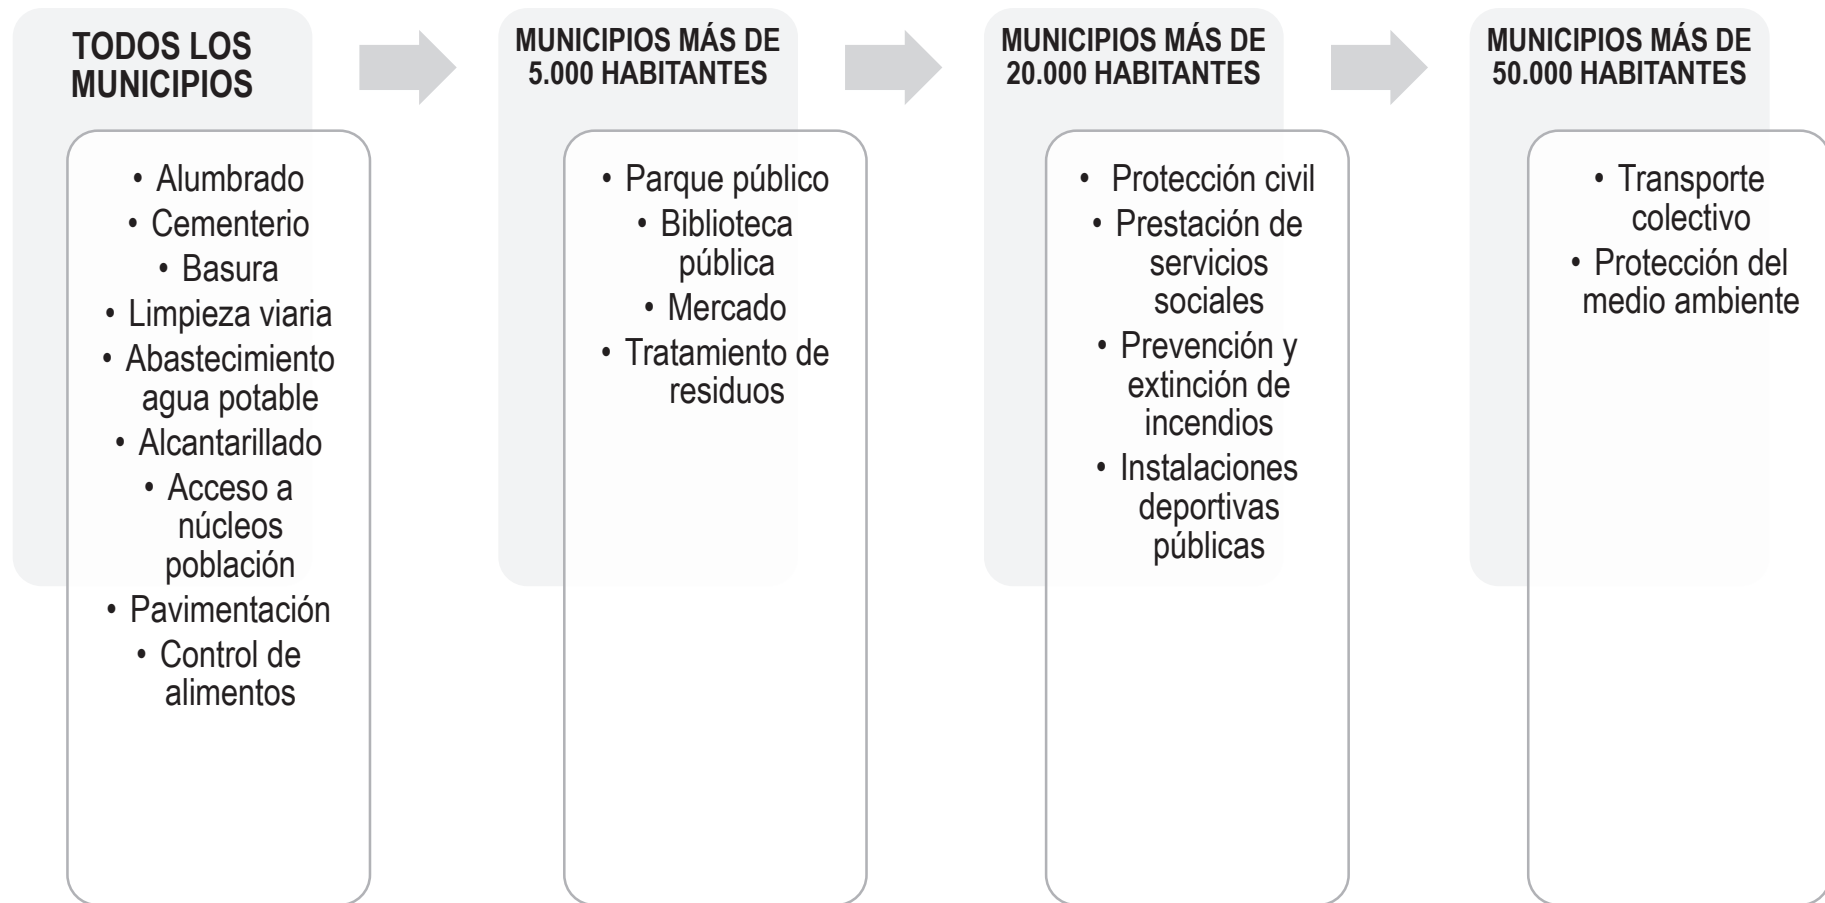 TODOS LOS
MUNICIPIOS
• Alumbrado
• Cementerio
• Basura
• Limpieza viaria
• Abastecimiento
agua potable
• Alcantarillado
• Acceso a
núcleos
población
• Pavimentación
• Control de
alimentos
MUNICIPIOS MÁS DE
5.000 HABITANTES
• Parque público
• Biblioteca
pública
• Mercado
• Tratamiento de
residuos
MUNICIPIOS MÁS DE
20.000 HABITANTES
• Protección civil
• Prestación de
servicios
sociales
• Prevención y
extinción de
incendios
• Instalaciones
deportivas
públicas
MUNICIPIOS MÁS DE
50.000 HABITANTES
• Transporte
colectivo
• Protección del
medio ambiente